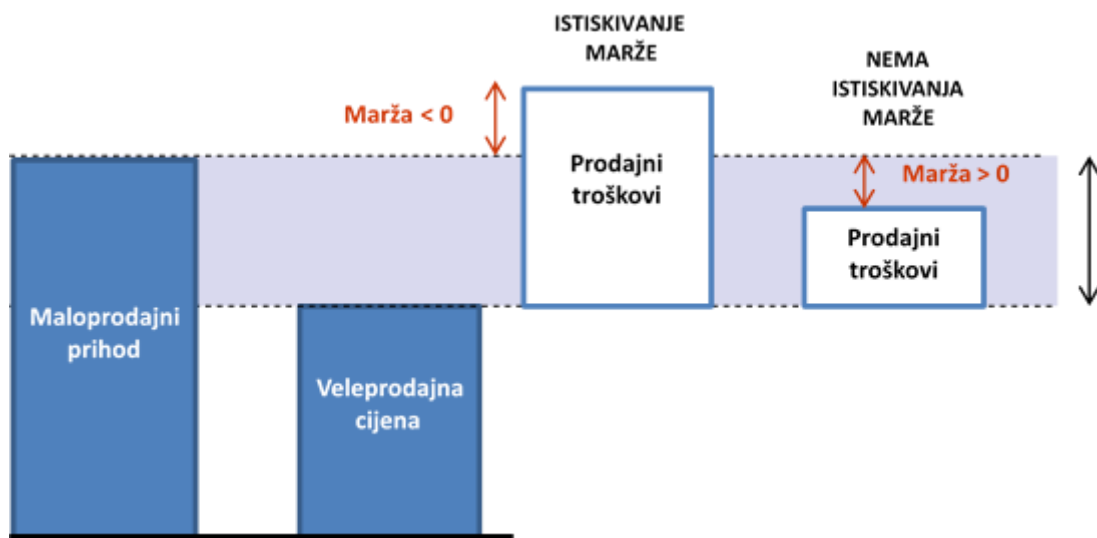 ISTISKIVANJE
MARŽE
NEMA
ISTISKIVANJA
MARŽE
Marža < 0
Prodajni
troškovi
Marža > 0
Prodajni
troškovi
Maloprodajni
prihod
Veleprodajna
cijena